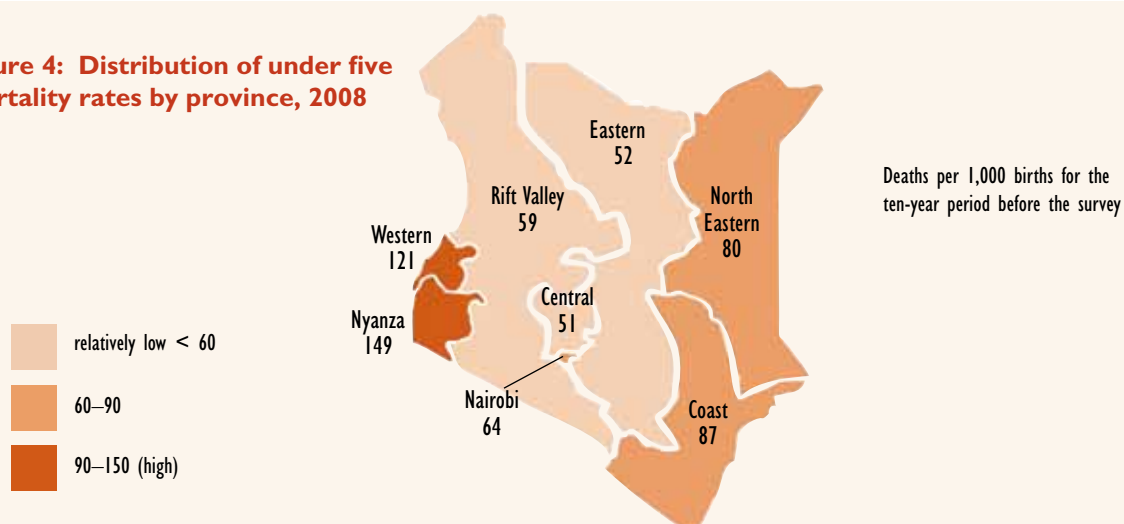 ure 4: Distribution of under five
rtality rates by province, 2008
Eastern
52
Deaths per 1,000 births for the
ten-year period before the survey
Rift Valley
59
North
Eastern
80
Western
121
Central
51
Nyanza
149
relatively low < 60
60–90
Nairobi
64
Coast
87
90–150 (high)